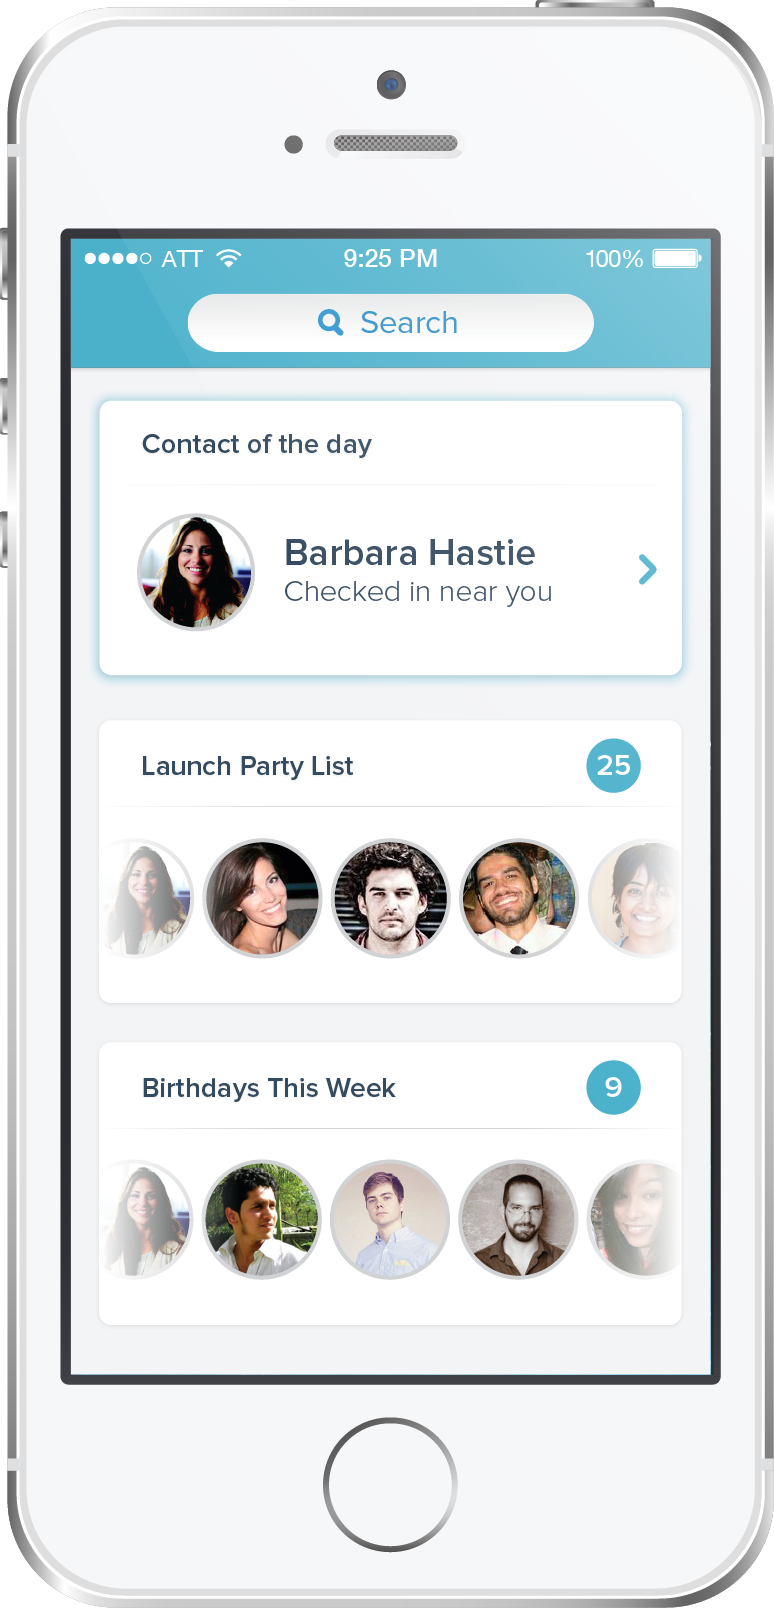 ATT 9:25 PM 100%
Search
Contact of the day
Barbara Hastie
Checked in near you
Launch Party List 25
Birthdays This Week 9